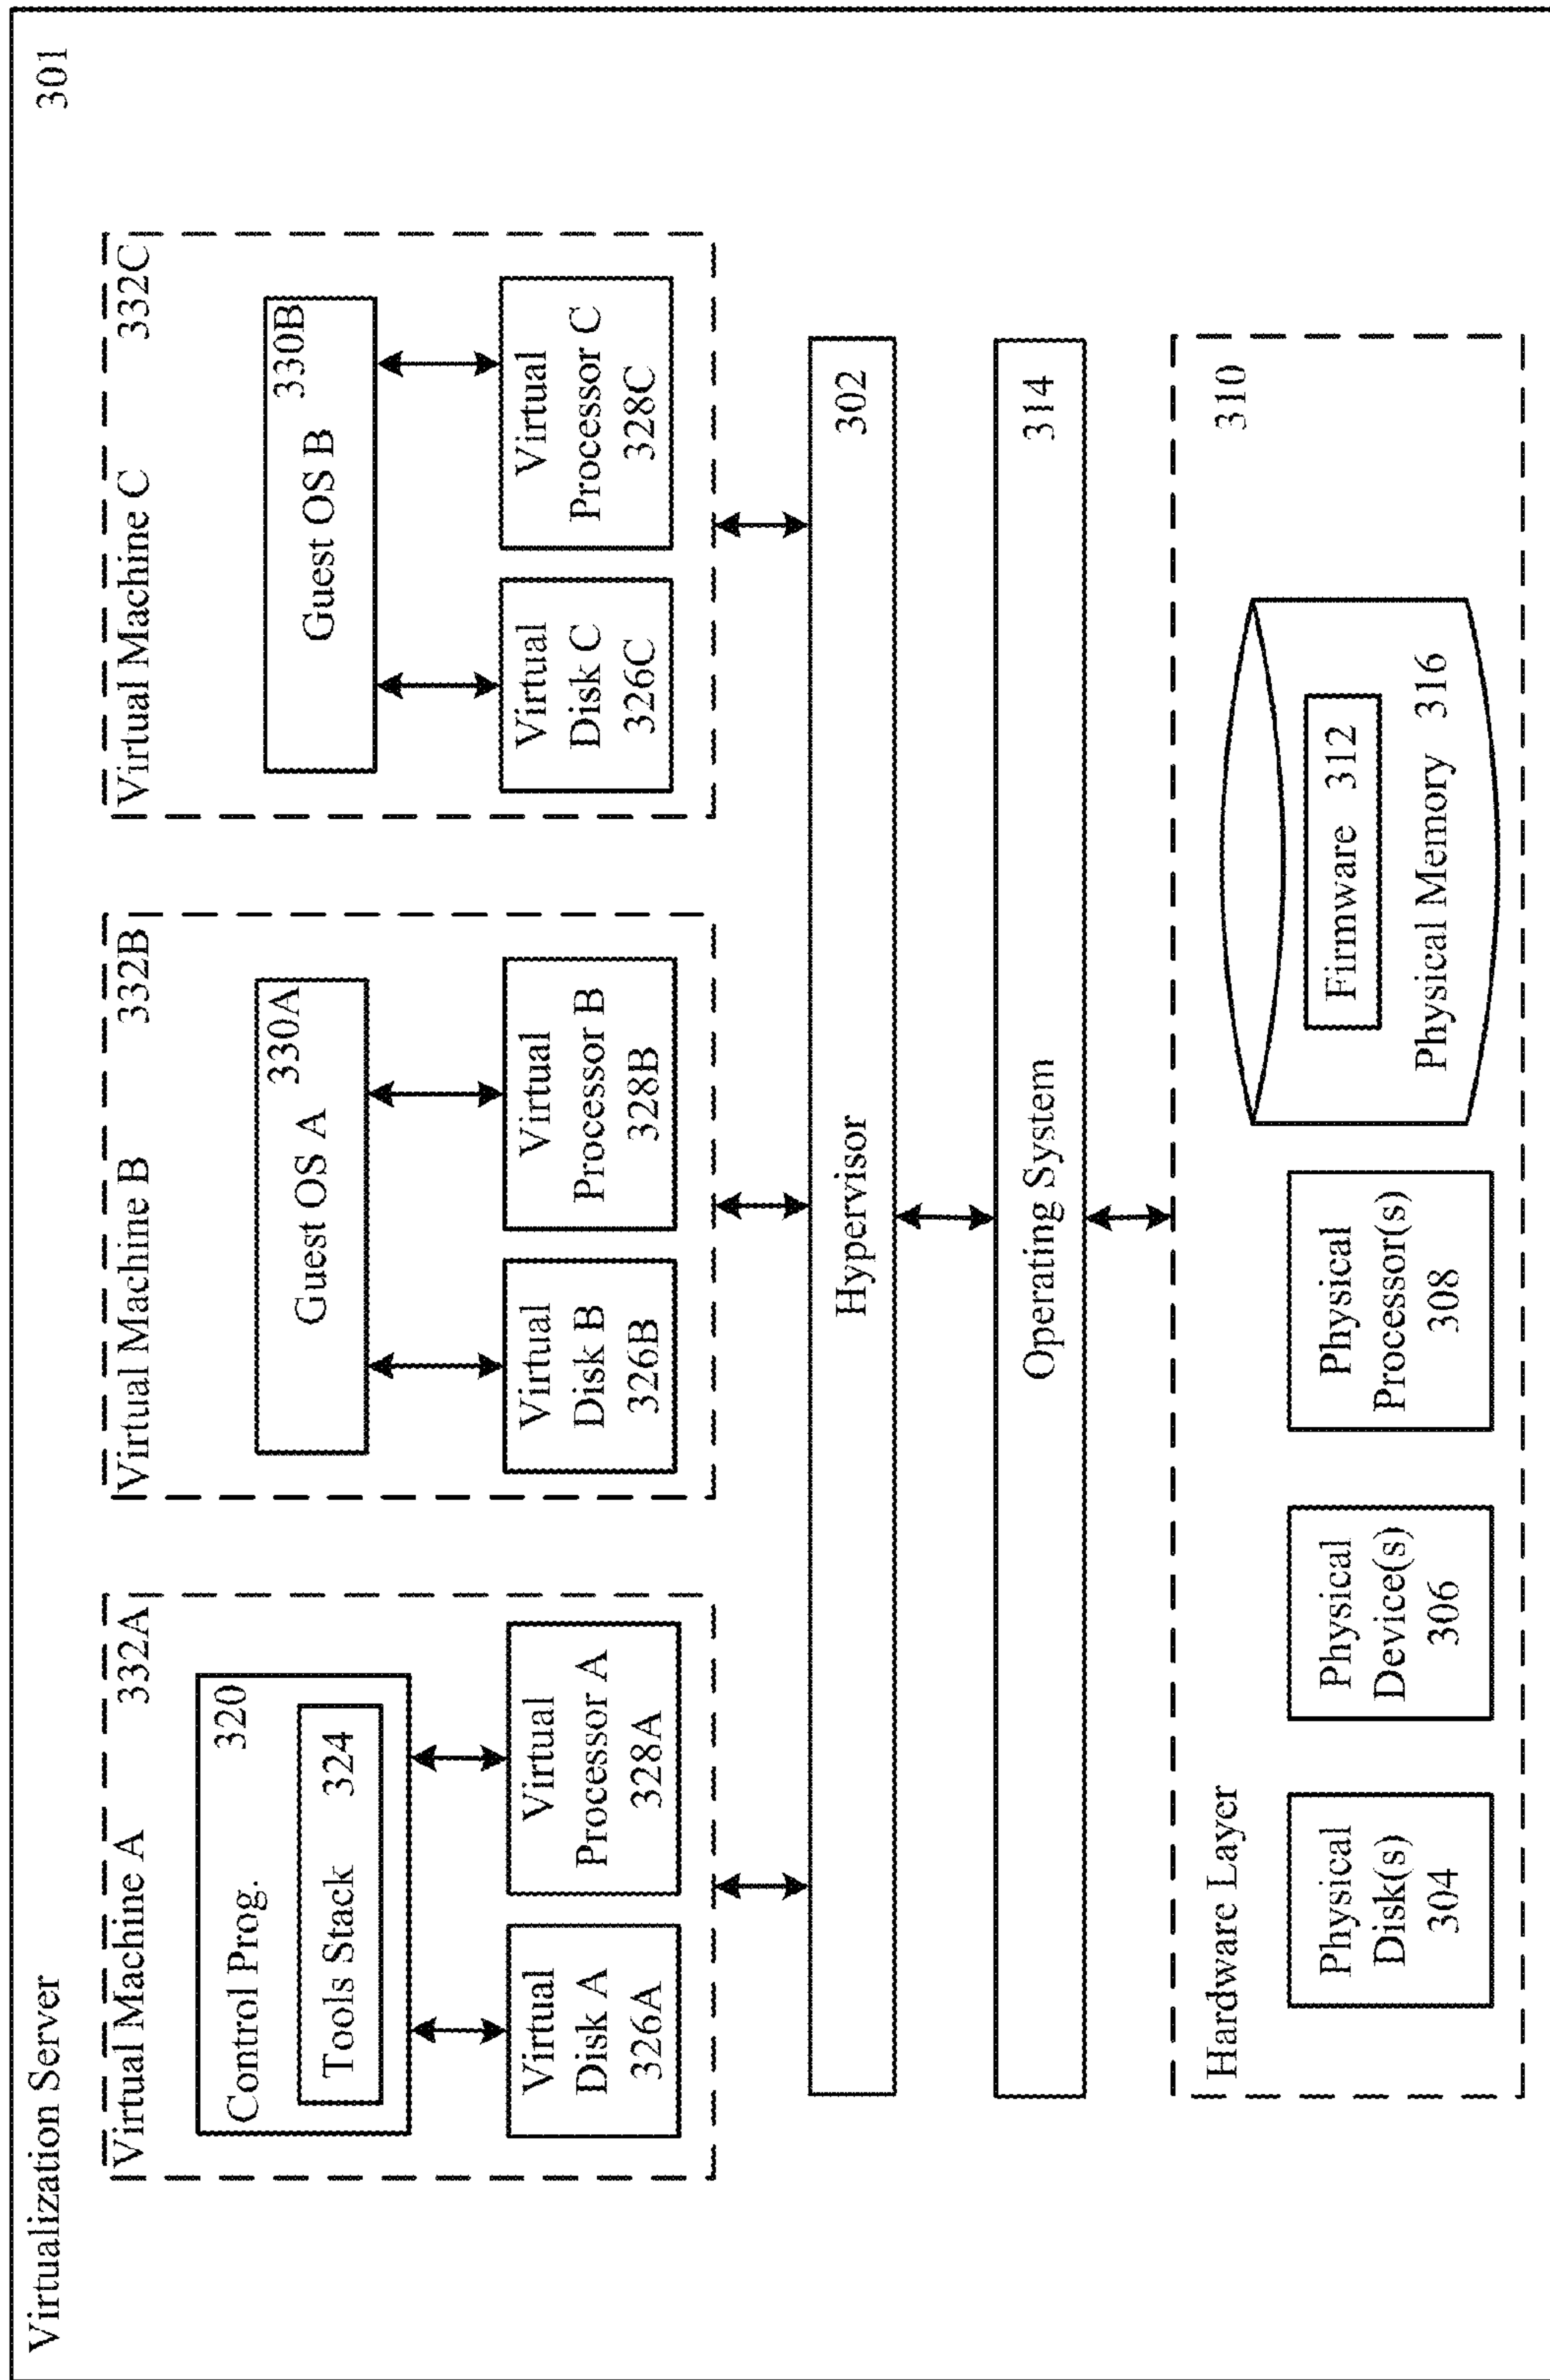 Virtualization Server
301
Virtual Machine A
332A
Control Prog.
320
Tools Stack 324
Virtual
Disk A
326A
Virtual
Processor A
328A
Virtual Machine B
332B
330A
Guest OS A
Virtual
Disk B
326B
Virtual
Processor B
328B
Virtual Machine C
332C
330B
Guest OS B
Virtual
Disk C
326C
Virtual
Processor C
328C
Hypervisor
302
Operating System
314
Hardware Layer
310
Physical
Disk(s)
304
Physical
Device(s)
306
Physical
Processor(s)
308
Firmware 312
Physical Memory 316